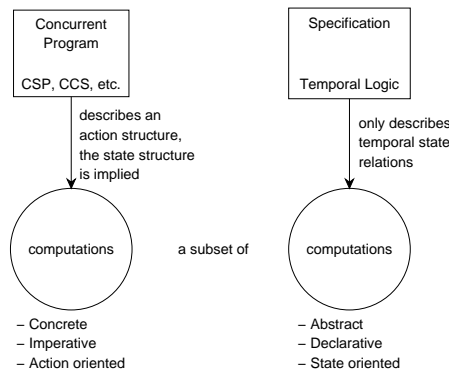 Concurrent
Program
CSP, CCS, etc.
describes an
action structure,
the state structure
is implied
computations
– Concrete
– Imperative
– Action oriented
a subset of
Specification
Temporal Logic
only describes
temporal state
relations
computations
– Abstract
– Declarative
– State oriented